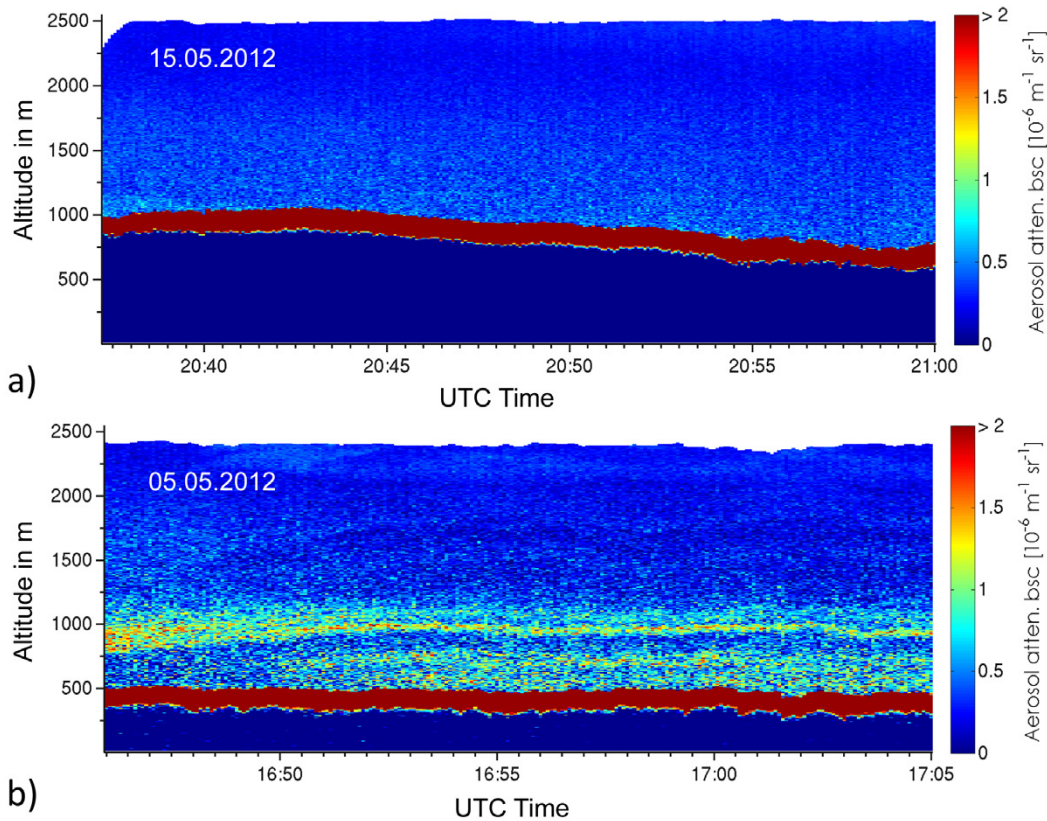 2500
2000
1500
1000
500
Altitude in m
15.05.2012
20:40 20:45 20:50 20:55 21:00
UTC Time
> 2
1.5
1
0.5
0
Aerosol atten. bsc [10⁻⁶ m⁻¹ sr⁻¹]
a)
2500
2000
1500
1000
500
Altitude in m
05.05.2012
16:50 16:55 17:00 17:05
UTC Time
> 2
1.5
1
0.5
0
Aerosol atten. bsc [10⁻⁶ m⁻¹ sr⁻¹]
b)